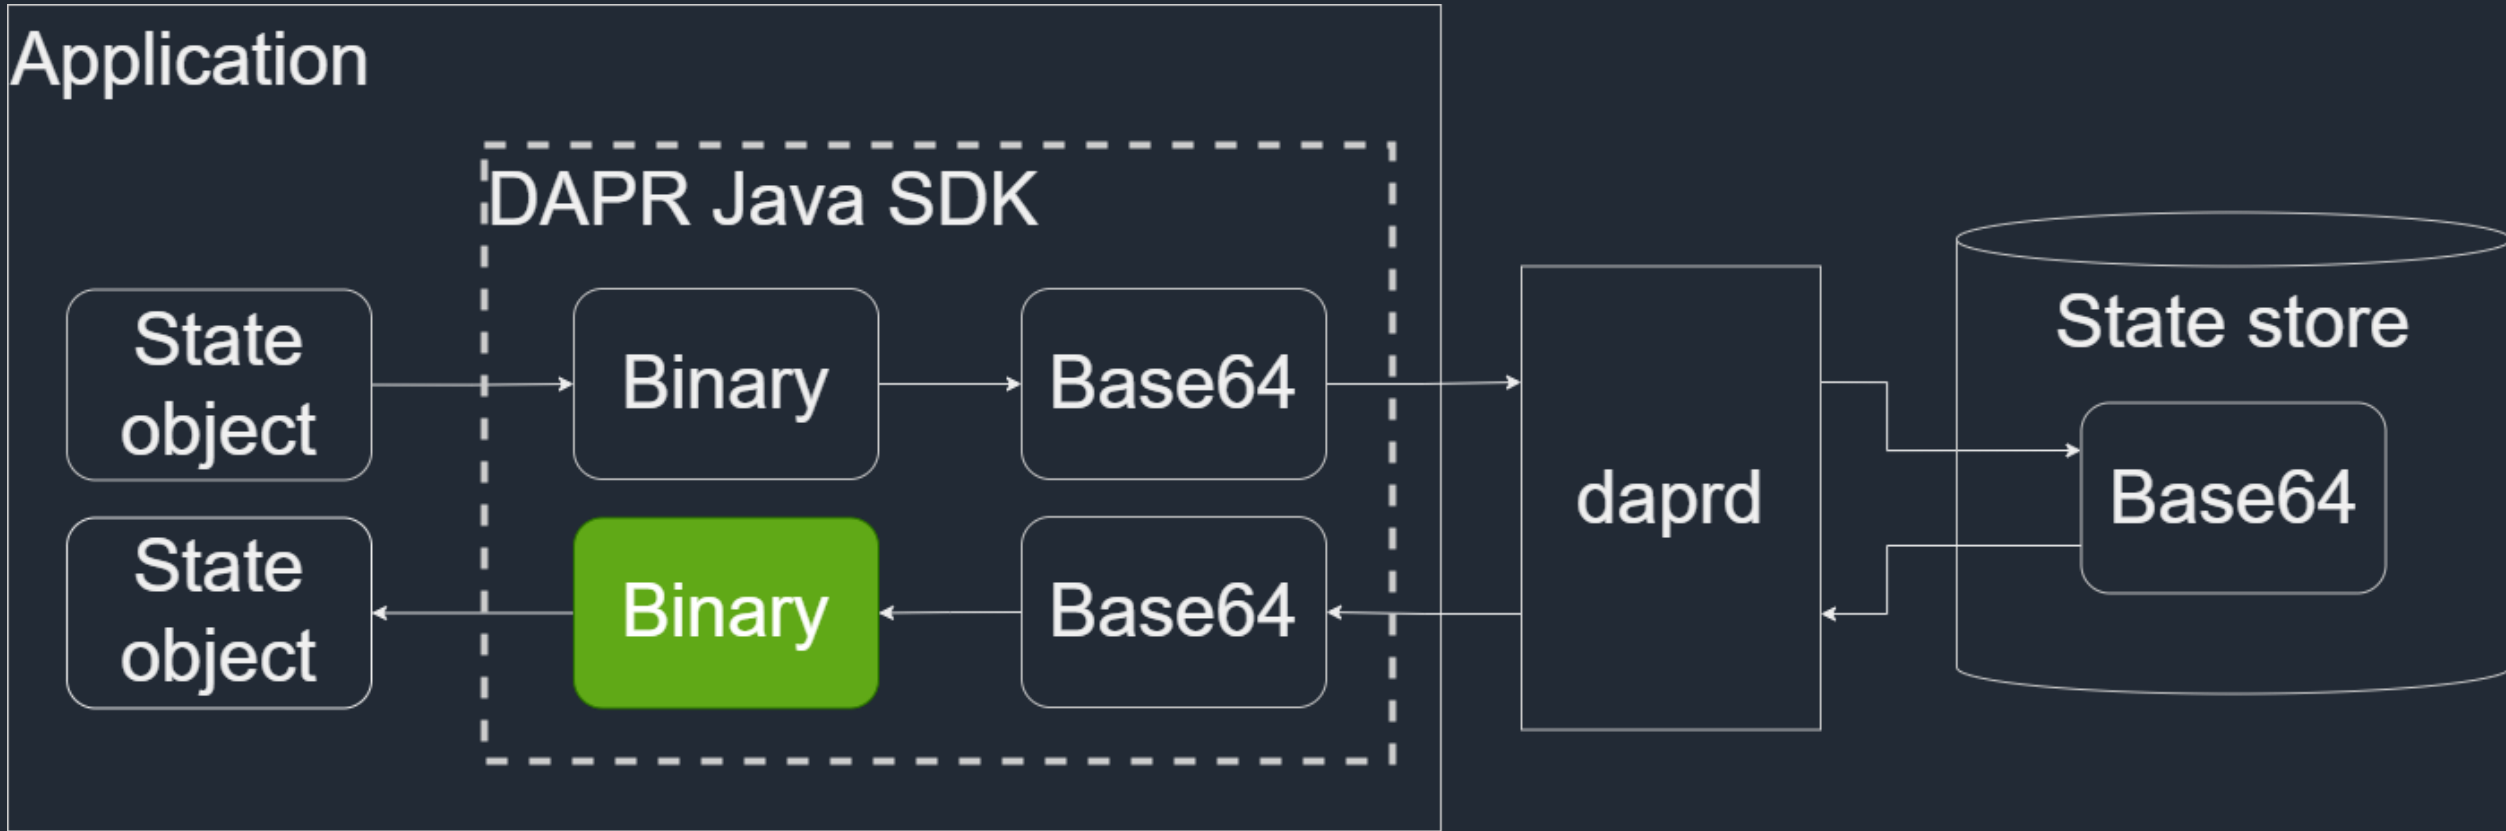 Application
DAPR Java SDK
State
object
Binary
Base64
daprd
State store
Base64
State
object
Binary
Base64